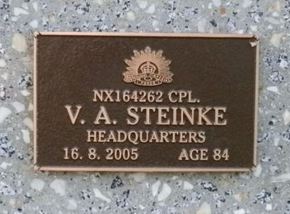 NX164262 CPL.
V. A. STEINKE
HEADQUARTERS
16. 8. 2005 AGE 84